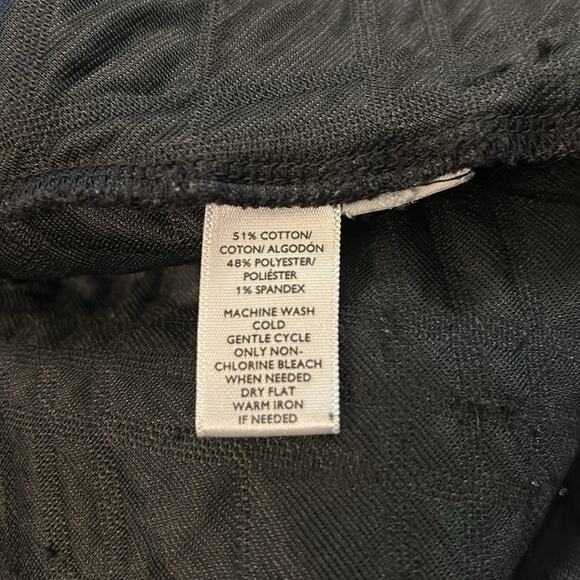 51% COTTON/
COTON/ ALGODÓN
48% POLYESTER/
POLIÉSTER
1% SPANDEX
MACHINE WASH
COLD
GENTLE CYCLE
ONLY NON-
CHLORINE BLEACH
WHEN NEEDED
DRY FLAT
WARM IRON
IF NEEDED